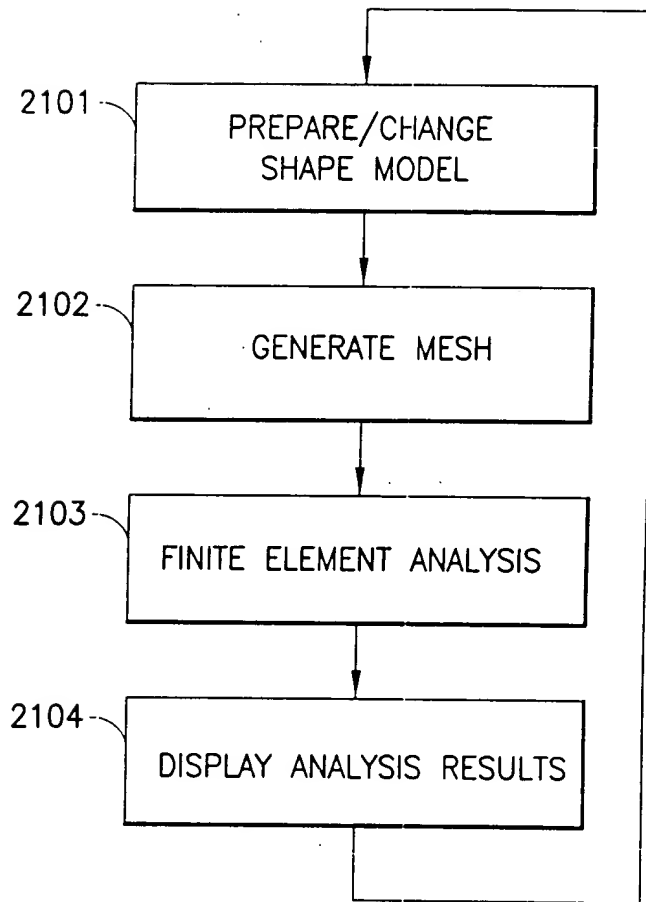 2101
PREPARE/CHANGE
SHAPE MODEL
2102
GENERATE MESH
2103
FINITE ELEMENT ANALYSIS
2104
DISPLAY ANALYSIS RESULTS